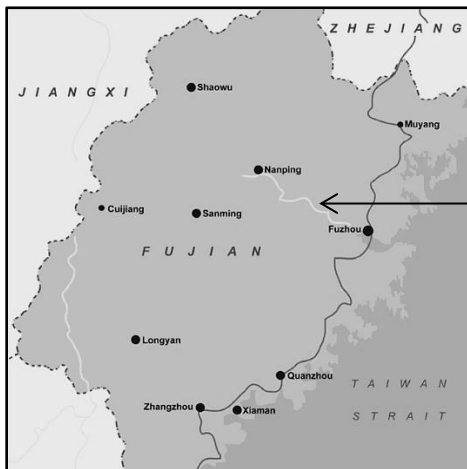 ZHEJIANG
JIANGXI
Shaowu
Muyang
Nanping
Cuijiang
Sanming
Fuzhou
FUJIAN
Longyan
Quanzhou
TAIWAN
STRAIT
Zhangzhou
Xiaman